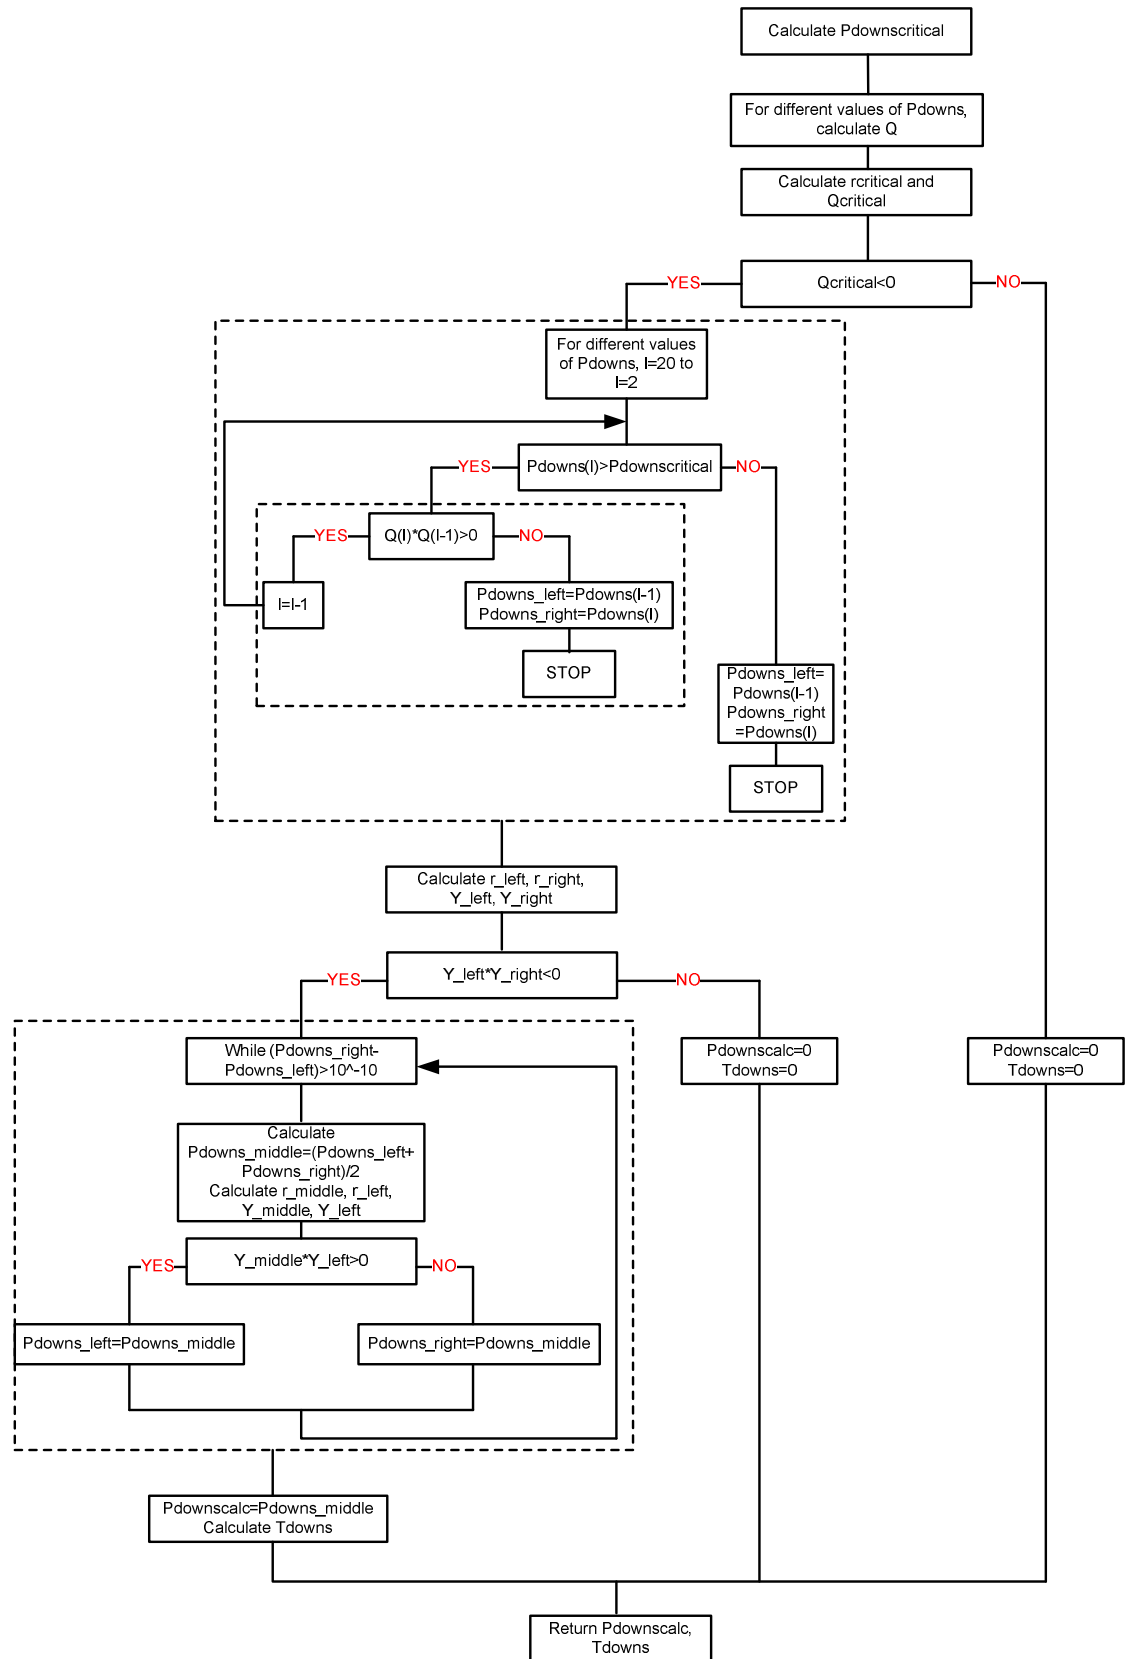 Calculate Pdownscritical
For different values of Pdowns,
calculate Q
Calculate rcritical and
Qcritical
Qcritical<0
YES
NO
For different values
of Pdowns, I=20 to
I=2
Pdowns(I)>Pdownscritical
YES
NO
Q(I)*Q(I-1)>0
YES
NO
I=I-1
Pdowns_left=Pdowns(I-1)
Pdowns_right=Pdowns(I)
STOP
Pdowns_left=
Pdowns(I-1)
Pdowns_right
=Pdowns(I)
STOP
Calculate r_left, r_right,
Y_left, Y_right
Y_left*Y_right<0
YES
NO
While (Pdowns_right-
Pdowns_left)>10^-10
Pdownscalc=0
Tdowns=0
Pdownscalc=0
Tdowns=0
Calculate
Pdowns_middle=(Pdowns_left+
Pdowns_right)/2
Calculate r_middle, r_left,
Y_middle, Y_left
Y_middle*Y_left>0
YES
NO
Pdowns_left=Pdowns_middle
Pdowns_right=Pdowns_middle
Pdownscalc=Pdowns_middle
Calculate Tdowns
Return Pdownscalc,
Tdowns